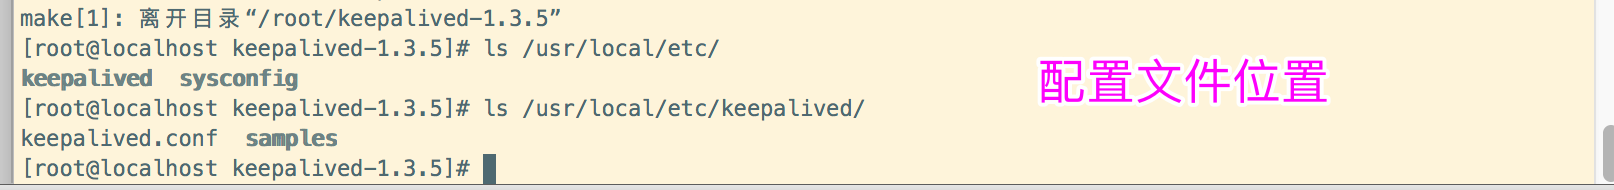 make[1]: 离开目录“/root/keepalived-1.3.5”
[root@localhost keepalived-1.3.5]# ls /usr/local/etc/
keepalived  sysconfig
[root@localhost keepalived-1.3.5]# ls /usr/local/etc/keepalived/
keepalived.conf  samples
[root@localhost keepalived-1.3.5]#
配置文件位置